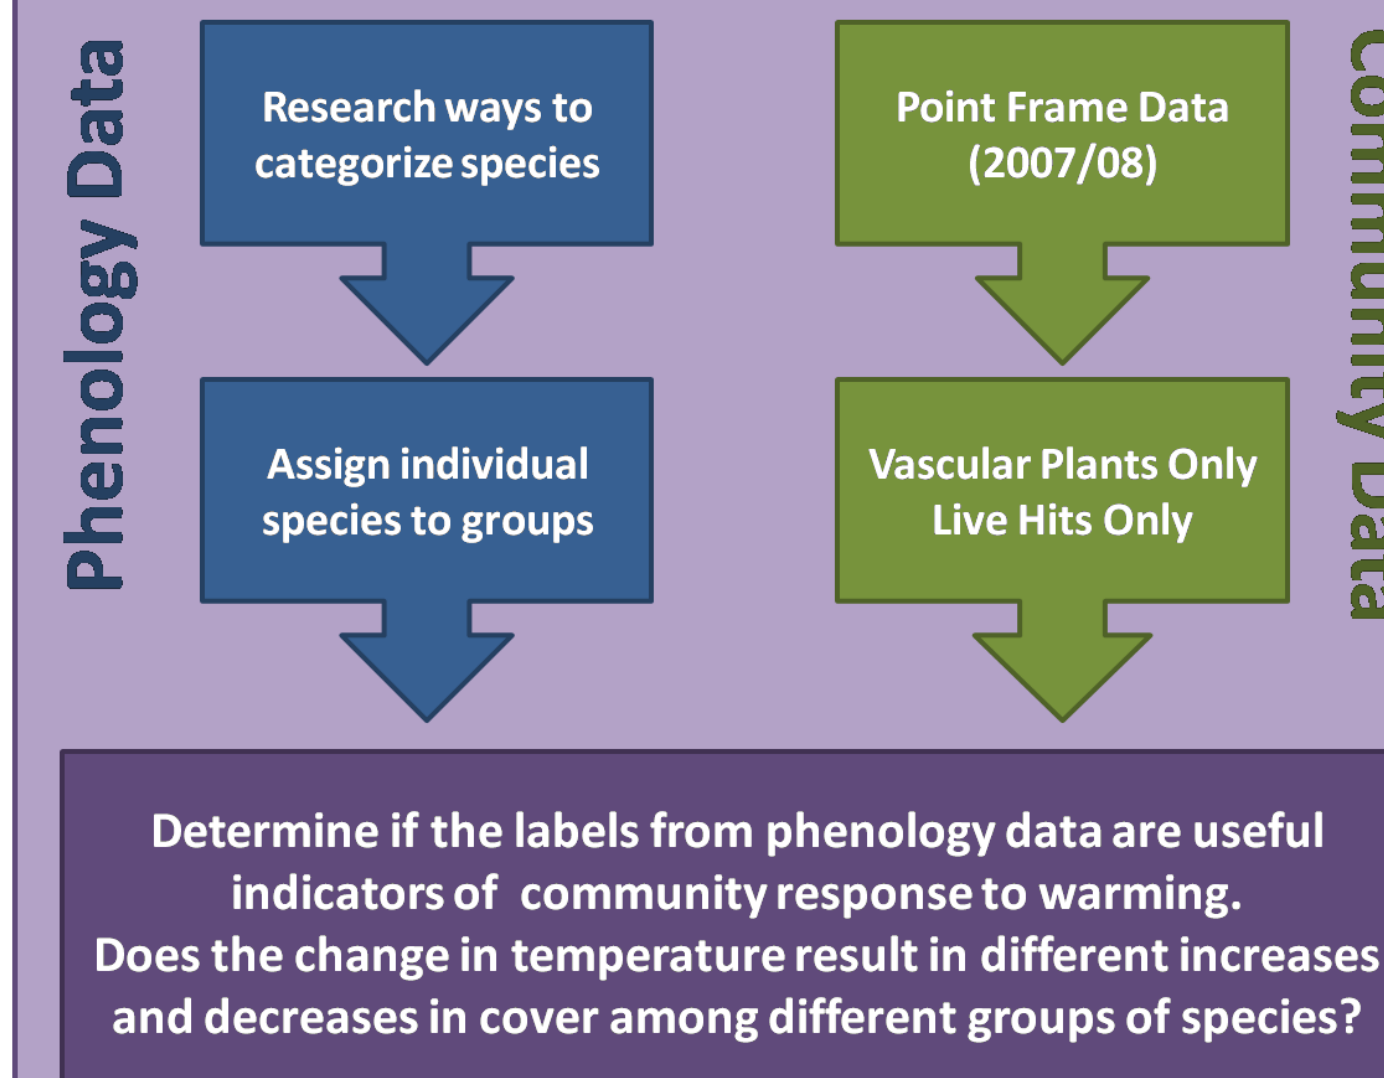 Phenology Data
Research ways to
categorize species
Assign individual
species to groups
Point Frame Data
(2007/08)
Vascular Plants Only
Live Hits Only
Community Data
Determine if the labels from phenology data are useful
indicators of community response to warming.
Does the change in temperature result in different increases
and decreases in cover among different groups of species?